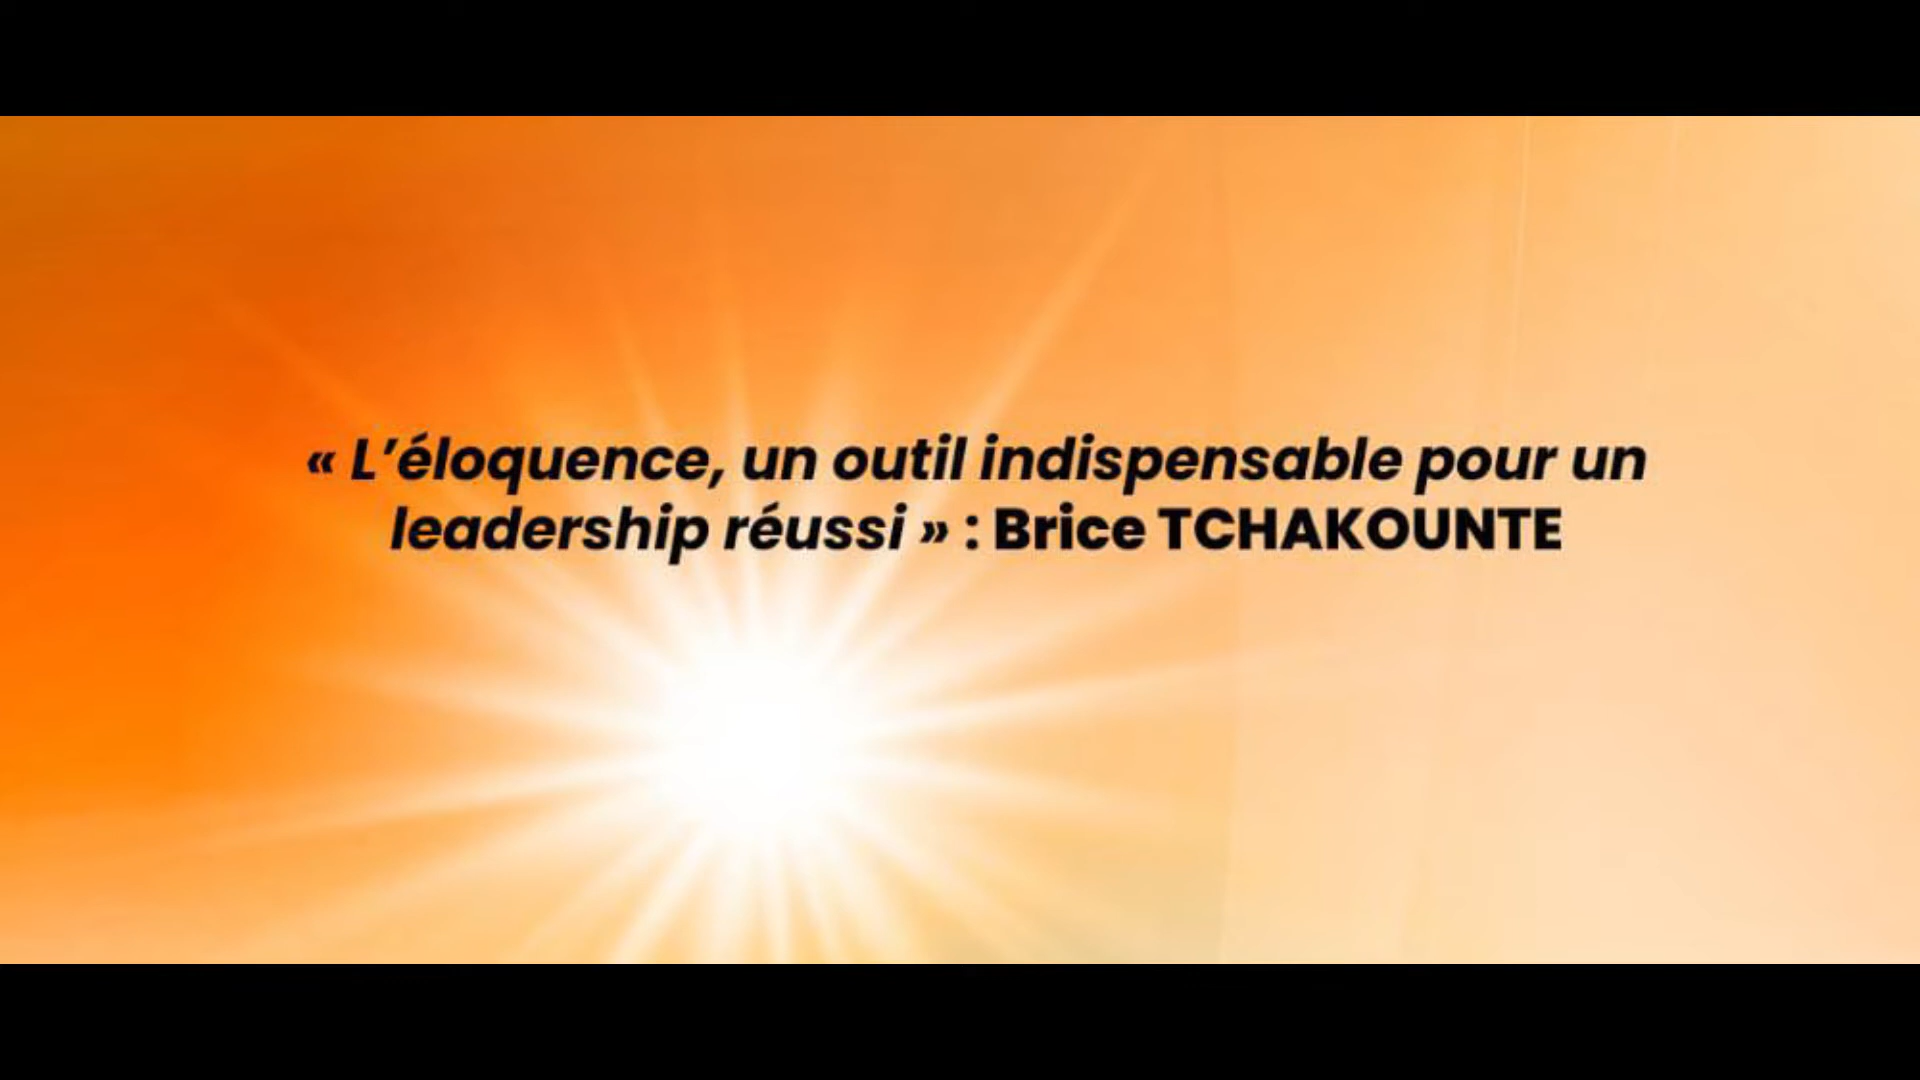 « L’éloquence, un outil indispensable pour un
leadership réussi » : Brice TCHAKOUNTE